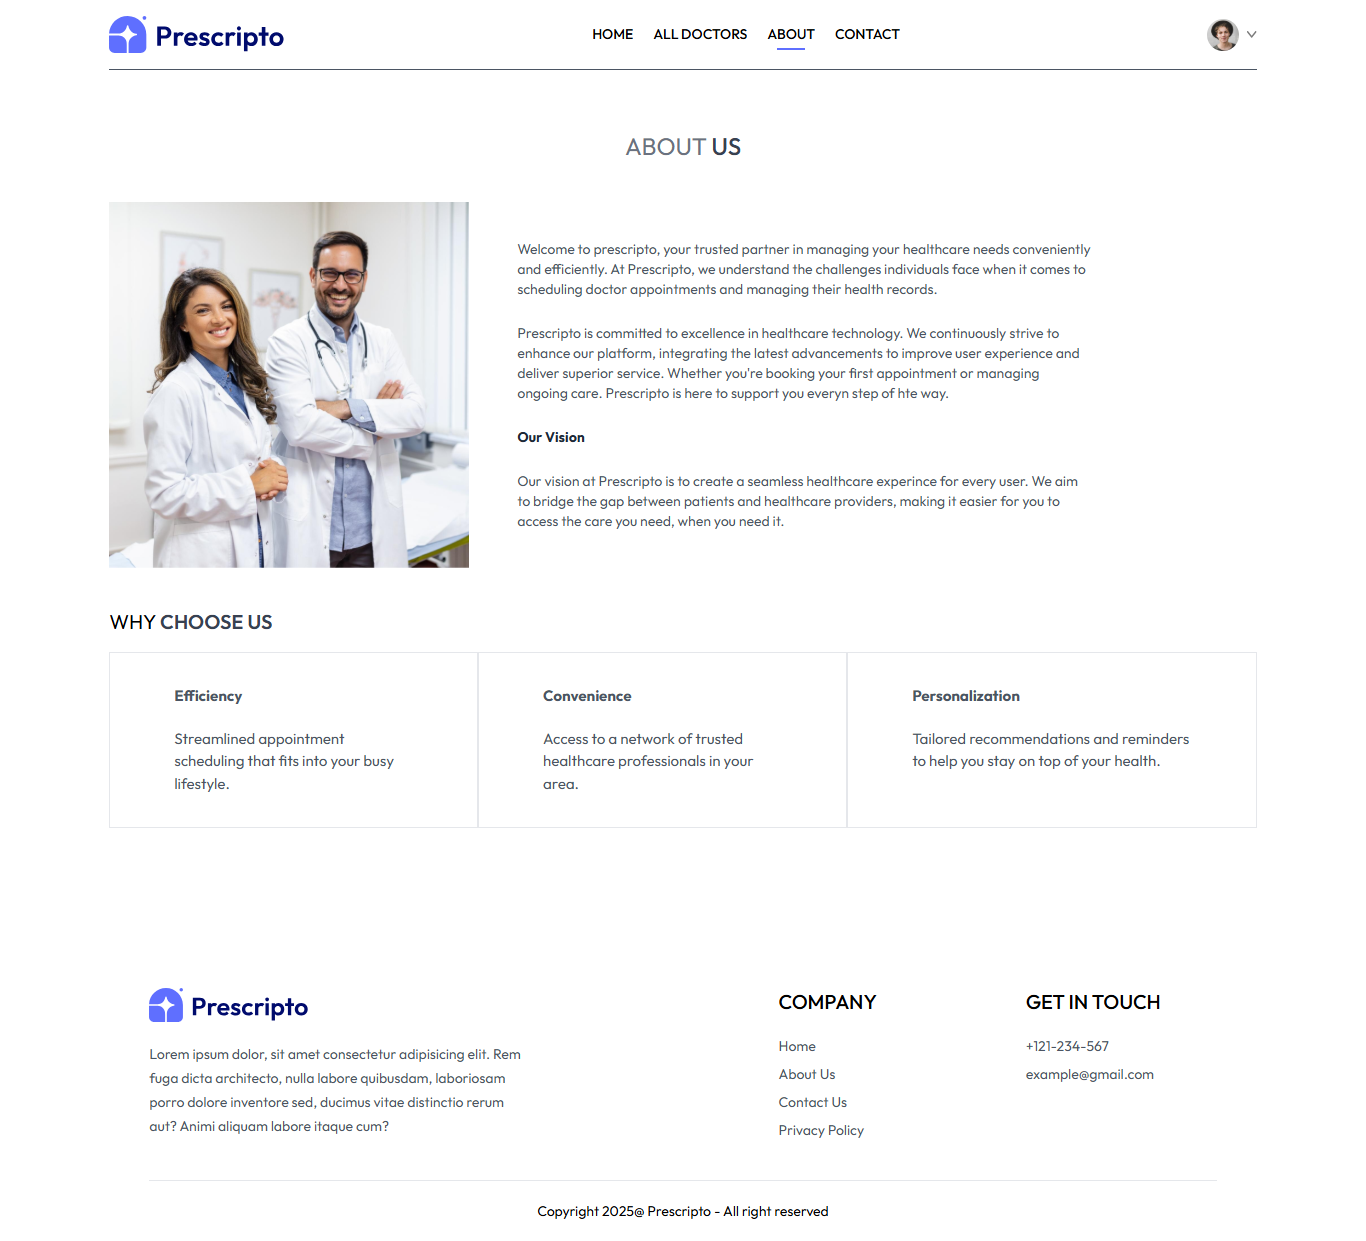 Prescripto
HOME ALL DOCTORS ABOUT CONTACT
ABOUT US
Welcome to prescripto, your trusted partner in managing your healthcare needs conveniently
and efficiently. At Prescripto, we understand the challenges individuals face when it comes to
scheduling doctor appointments and managing their health records.
Prescripto is committed to excellence in healthcare technology. We continuously strive to
enhance our platform, integrating the latest advancements to improve user experience and
deliver superior service. Whether you're booking your first appointment or managing
ongoing care. Prescripto is here to support you everyn step of hte way.
Our Vision
Our vision at Prescripto is to create a seamless healthcare experince for every user. We aim
to bridge the gap between patients and healthcare providers, making it easier for you to
access the care you need, when you need it.
WHY CHOOSE US
Efficiency
Streamlined appointment
scheduling that fits into your busy
lifestyle.
Convenience
Access to a network of trusted
healthcare professionals in your
area.
Personalization
Tailored recommendations and reminders
to help you stay on top of your health.
Prescripto
Lorem ipsum dolor, sit amet consectetur adipisicing elit. Rem
fuga dicta architecto, nulla labore quibusdam, laboriosam
porro dolore inventore sed, ducimus vitae distinctio rerum
aut? Animi aliquam labore itaque cum?
COMPANY
Home
About Us
Contact Us
Privacy Policy
GET IN TOUCH
+121-234-567
example@gmail.com
Copyright 2025@ Prescripto - All right reserved